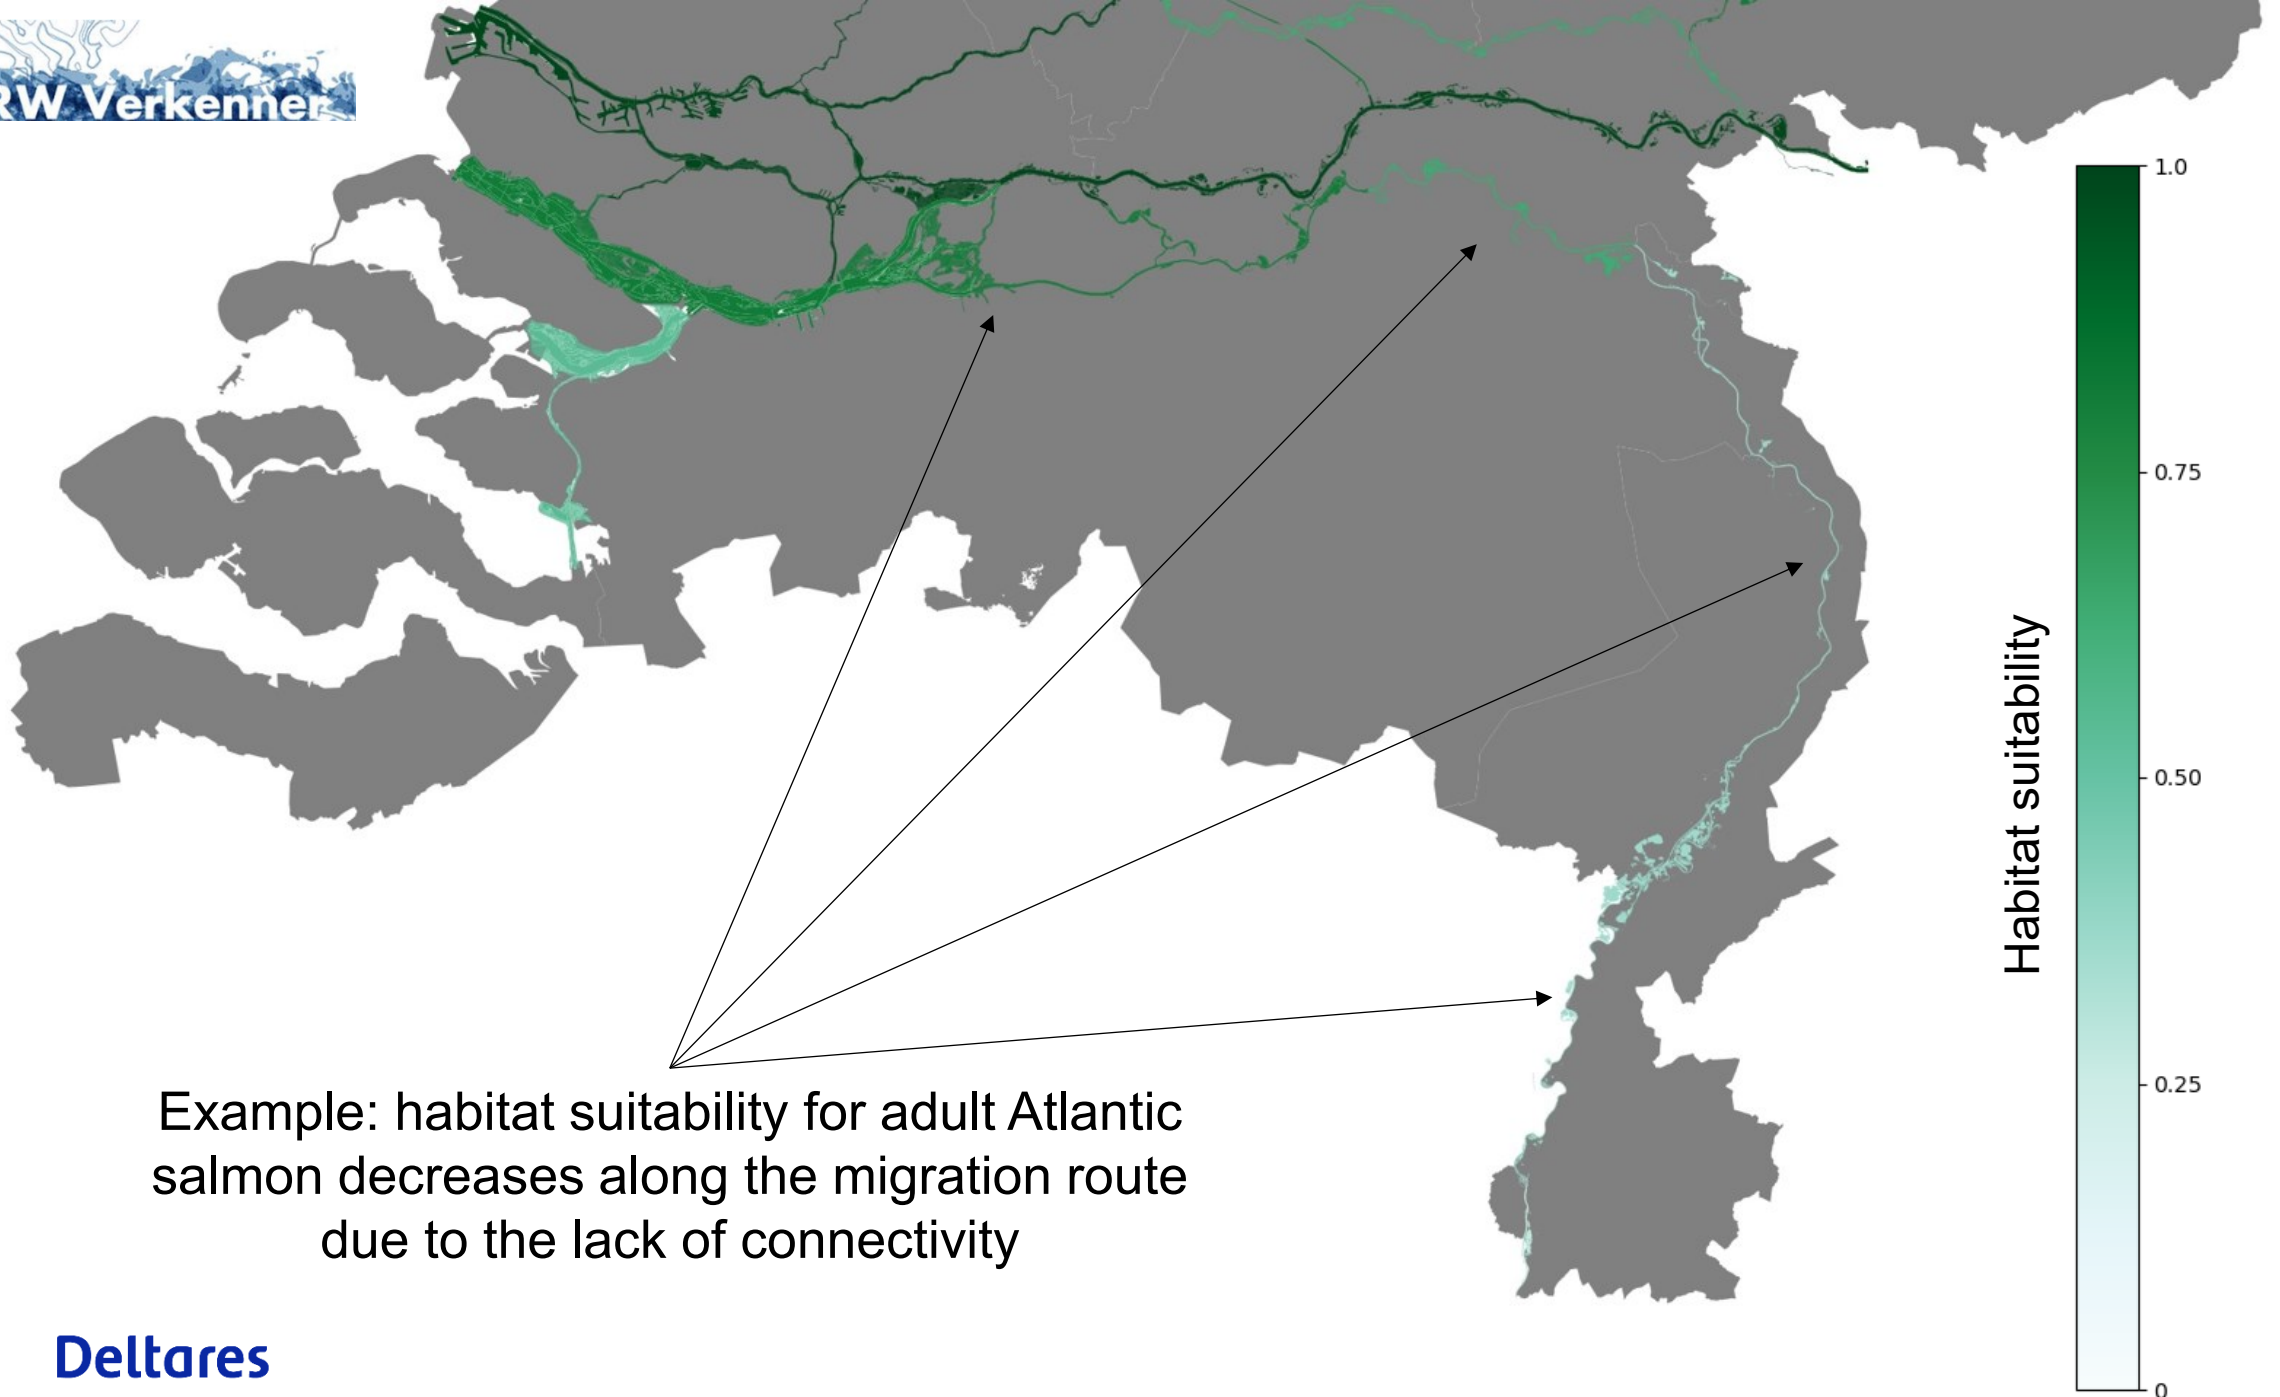 RW Verkenner
1.0
0.75
0.50
0.25
0
Habitat suitability
Example: habitat suitability for adult Atlantic
salmon decreases along the migration route
due to the lack of connectivity
Deltares